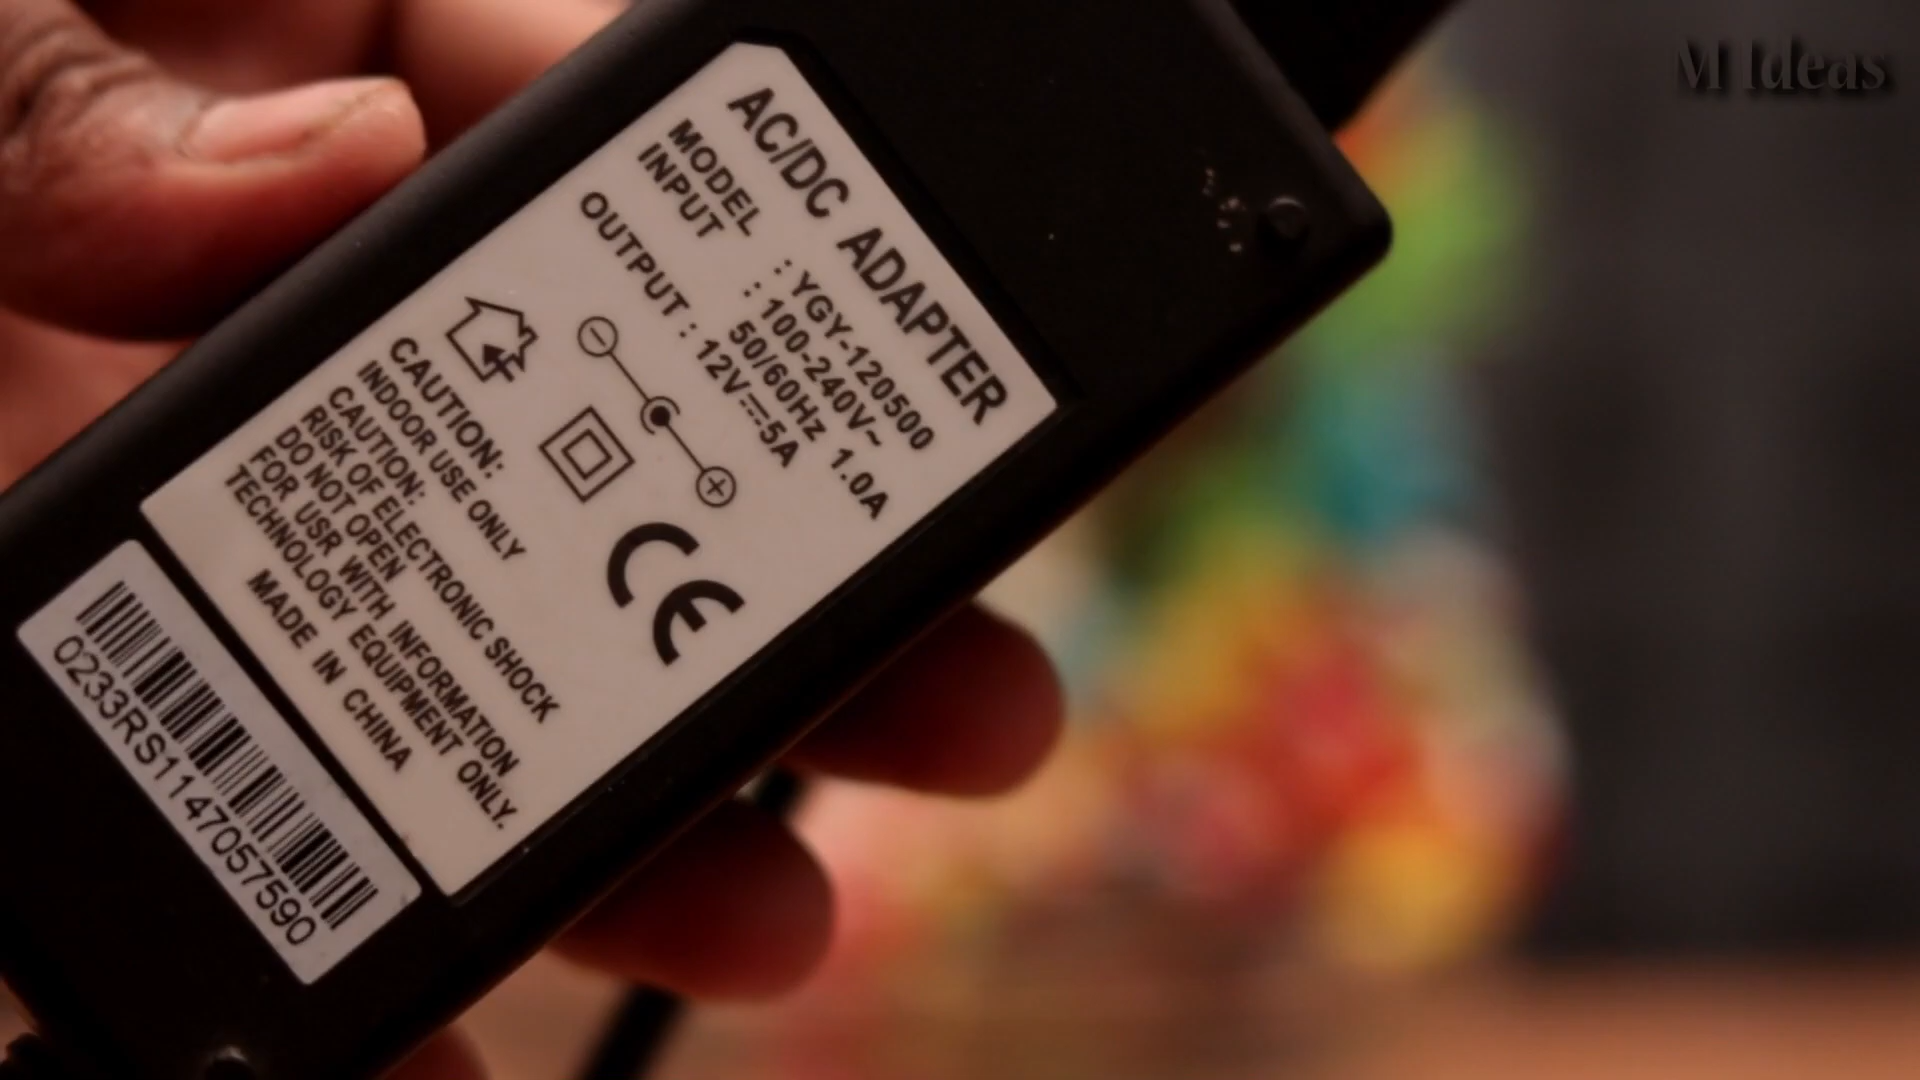 M Ideas
AC/DC ADAPTER
MODEL : YGY-120500
INPUT : 100-240V~
50/60Hz 1.0A
OUTPUT : 12V⎓5A
CAUTION:
INDOOR USE ONLY
CAUTION:
RISK OF ELECTRONIC SHOCK
DO NOT OPEN
FOR USR WITH INFORMATION
TECHNOLOGY EQUIPMENT ONLY.
MADE IN CHINA
CE
0233RS1147057590